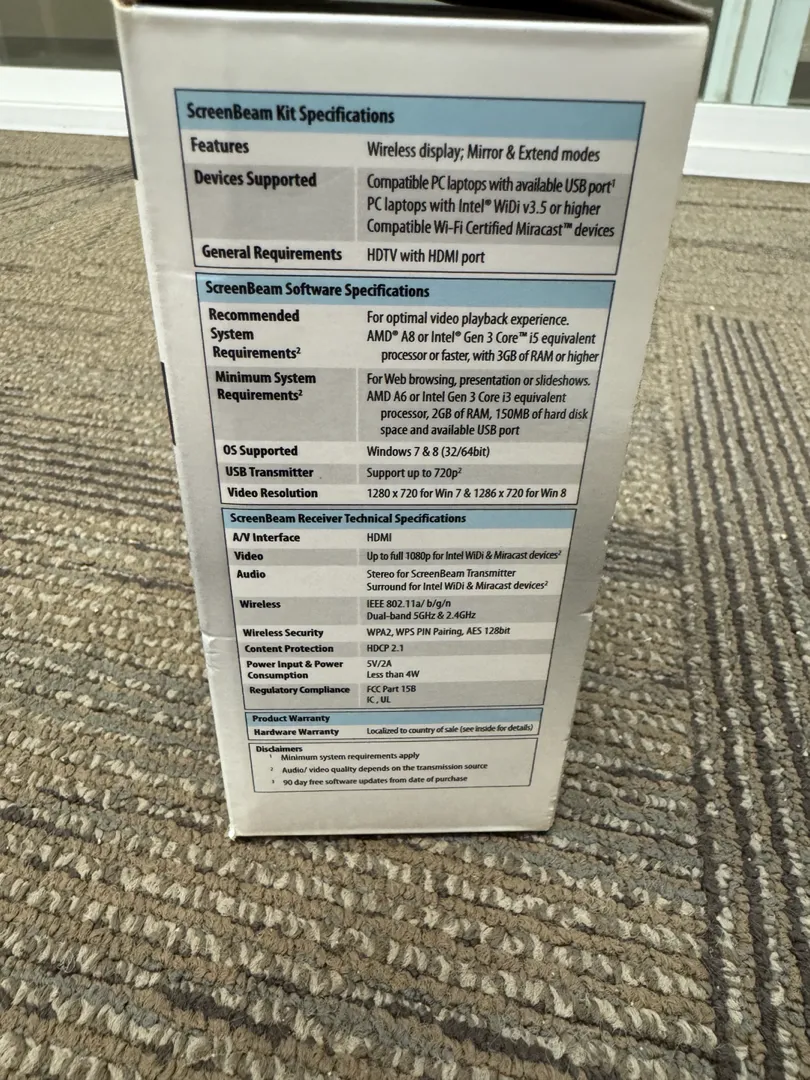 ScreenBeam Kit Specifications
Features Wireless display; Mirror & Extend modes
Devices Supported Compatible PC laptops with available USB port¹
PC laptops with Intel® WiDi v3.5 or higher
Compatible Wi-Fi Certified Miracast™ devices
General Requirements HDTV with HDMI port
ScreenBeam Software Specifications
Recommended For optimal video playback experience.
System AMD® A8 or Intel® Gen 3 Core™ i5 equivalent
Requirements² processor or faster, with 3GB of RAM or higher
Minimum System For Web browsing, presentation or slideshows.
Requirements² AMD A6 or Intel Gen 3 Core i3 equivalent
processor, 2GB of RAM, 150MB of hard disk
space and available USB port
OS Supported Windows 7 & 8 (32/64bit)
USB Transmitter Support up to 720p²
Video Resolution 1280 x 720 for Win 7 & 1286 x 720 for Win 8
ScreenBeam Receiver Technical Specifications
A/V Interface HDMI
Video Up to full 1080p for Intel WiDi & Miracast devices²
Audio Stereo for ScreenBeam Transmitter
Surround for Intel WiDi & Miracast devices²
Wireless IEEE 802.11a/ b/g/n
Dual-band 5GHz & 2.4GHz
Wireless Security WPA2, WPS PIN Pairing, AES 128bit
Content Protection HDCP 2.1
Power Input & Power 5V/2A
Consumption Less than 4W
Regulatory Compliance FCC Part 15B
IC, UL
Product Warranty
Hardware Warranty Localized to country of sale (see inside for details)
Disclaimers
¹ Minimum system requirements apply
² Audio/ video quality depends on the transmission source
³ 90 day free software updates from date of purchase